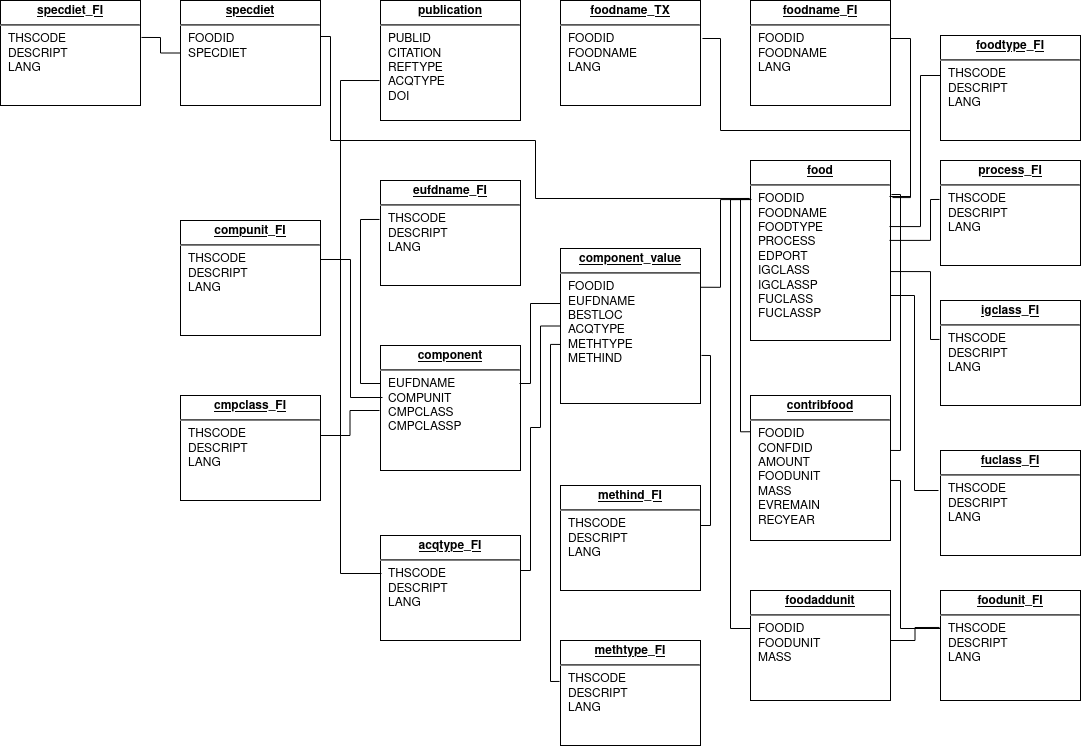 specdiet_FI
THSCODE
DESCRIPT
LANG
specdiet
FOODID
SPECDIET
publication
PUBLID
CITATION
REFTYPE
ACQTYPE
DOI
foodname_TX
FOODID
FOODNAME
LANG
foodname_FI
FOODID
FOODNAME
LANG
foodtype_FI
THSCODE
DESCRIPT
LANG
food
FOODID
FOODNAME
FOODTYPE
PROCESS
EDPORT
IGCLASS
IGCLASSP
FUCLASS
FUCLASSP
process_FI
THSCODE
DESCRIPT
LANG
eufdname_FI
THSCODE
DESCRIPT
LANG
compunit_FI
THSCODE
DESCRIPT
LANG
component_value
FOODID
EUFDNAME
BESTLOC
ACQTYPE
METHTYPE
METHIND
igclass_FI
THSCODE
DESCRIPT
LANG
component
EUFDNAME
COMPUNIT
CMPCLASS
CMPCLASSP
cmpclass_FI
THSCODE
DESCRIPT
LANG
contribfood
FOODID
CONFDID
AMOUNT
FOODUNIT
MASS
EVREMAIN
RECYEAR
fuclass_FI
THSCODE
DESCRIPT
LANG
methind_FI
THSCODE
DESCRIPT
LANG
acqtype_FI
THSCODE
DESCRIPT
LANG
foodaddunit
FOODID
FOODUNIT
MASS
foodunit_FI
THSCODE
DESCRIPT
LANG
methtype_FI
THSCODE
DESCRIPT
LANG